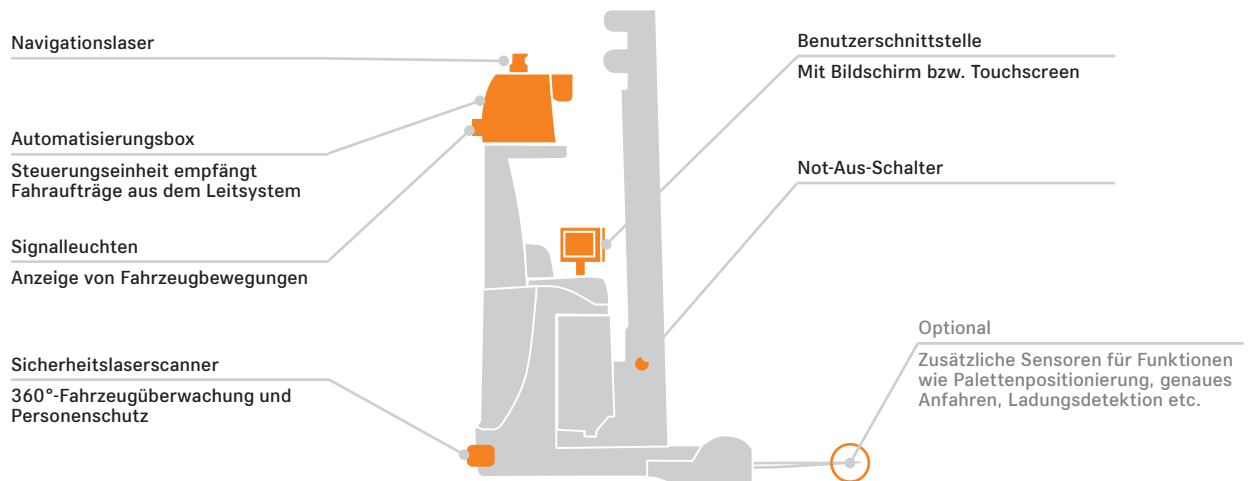 Navigationslaser
Automatisierungsbox
Steuerungseinheit empfängt
Fahraufträge aus dem Leitsystem
Signalleuchten
Anzeige von Fahrzeugbewegungen
Sicherheitslaserscanner
360°-Fahrzeugüberwachung und
Personenschutz
Benutzerschnittstelle
Mit Bildschirm bzw. Touchscreen
Not-Aus-Schalter
Optional
Zusätzliche Sensoren für Funktionen
wie Palettenpositionierung, genaues
Anfahren, Ladungsdetektion etc.